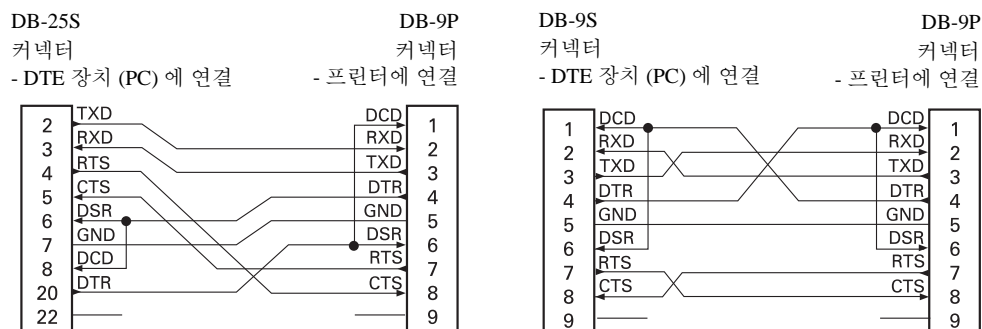 DB-25S DB-9P
커넥터 커넥터
- DTE 장치 (PC) 에 연결 - 프린터에 연결
2 TXD DCD 1
3 RXD RXD 2
4 RTS TXD 3
5 CTS DTR 4
6 DSR GND 5
7 GND DSR 6
8 DCD RTS 7
20 DTR CTS 8
22 9
DB-9S DB-9P
커넥터 커넥터
- DTE 장치 (PC) 에 연결 - 프린터에 연결
1 DCD DCD 1
2 RXD RXD 2
3 TXD TXD 3
4 DTR DTR 4
5 GND GND 5
6 DSR DSR 6
7 RTS RTS 7
8 CTS CTS 8
9 9